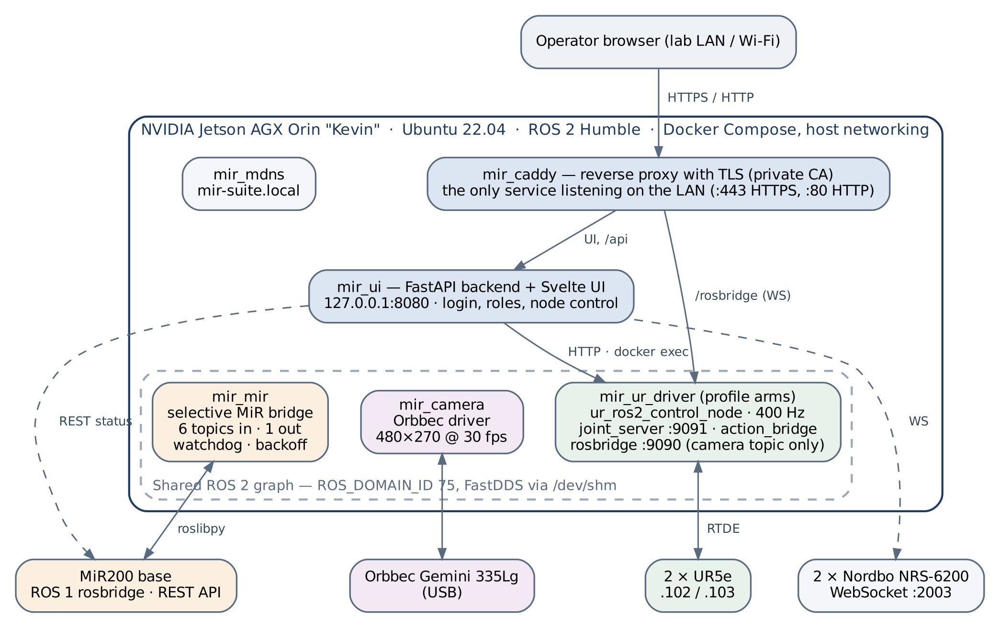 Operator browser (lab LAN / Wi-Fi)
HTTPS / HTTP
NVIDIA Jetson AGX Orin "Kevin" · Ubuntu 22.04 · ROS 2 Humble · Docker Compose, host networking
mir_mdns
mir-suite.local
mir_caddy — reverse proxy with TLS (private CA)
the only service listening on the LAN (:443 HTTPS, :80 HTTP)
UI, /api
mir_ui — FastAPI backend + Svelte UI
127.0.0.1:8080 · login, roles, node control
/rosbridge (WS)
HTTP · docker exec
REST status
mir_mir
selective MiR bridge
6 topics in · 1 out
watchdog · backoff
mir_camera
Orbbec driver
480×270 @ 30 fps
mir_ur_driver (profile arms)
ur_ros2_control_node · 400 Hz
joint_server :9091 · action_bridge
rosbridge :9090 (camera topic only)
WS
Shared ROS 2 graph — ROS_DOMAIN_ID 75, FastDDS via /dev/shm
roslibpy
RTDE
MiR200 base
ROS 1 rosbridge · REST API
Orbbec Gemini 335Lg
(USB)
2 × UR5e
.102 / .103
2 × Nordbo NRS-6200
WebSocket :2003